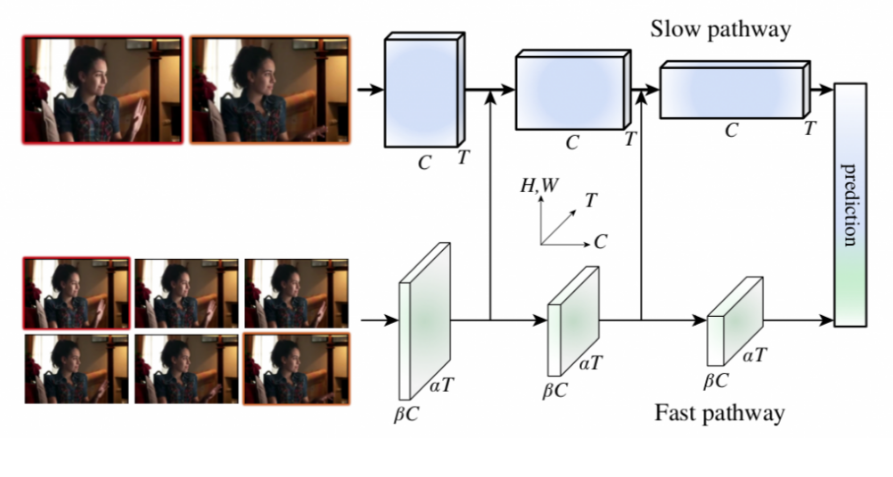 Slow pathway
C
T
C
T
C
T
H,W
T
C
prediction
αT
βC
αT
βC
αT
βC
Fast pathway